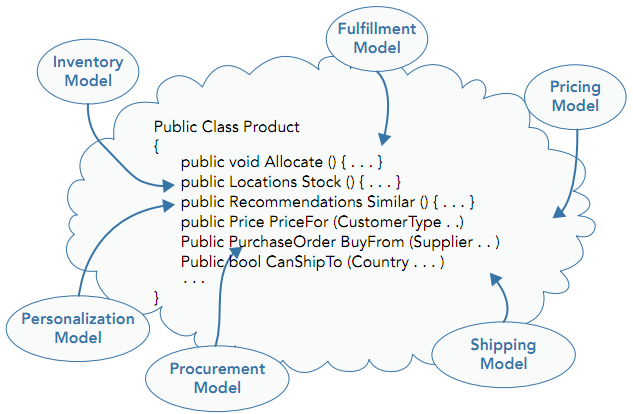 Fulfillment
Model
Inventory
Model
Pricing
Model
Public Class Product
{
public void Allocate () { . . . }
public Locations Stock () { . . . }
public Recommendations Similar () { . . . }
public Price PriceFor (CustomerType . .)
Public PurchaseOrder BuyFrom (Supplier . . )
Public bool CanShipTo (Country . . . )
. . .
}
Personalization
Model
Shipping
Model
Procurement
Model